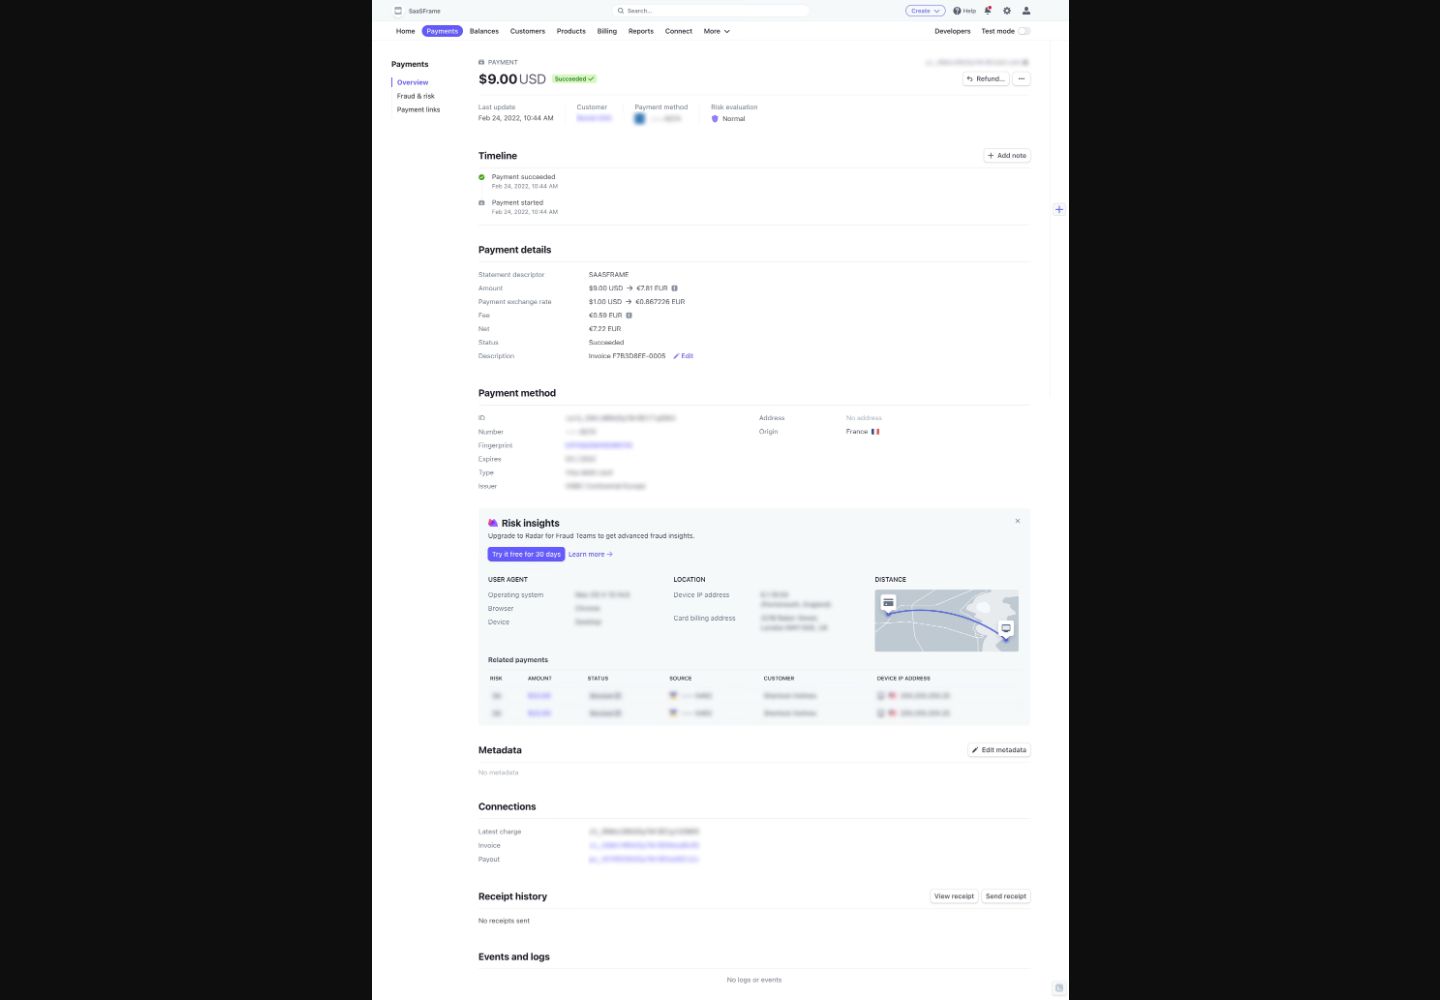 SaaSFrame
Search...
Create
Help
Home
Payments
Balances
Customers
Products
Billing
Reports
Connect
More
Developers
Test mode
Payments
Overview
Fraud & risk
Payment links
PAYMENT
$9.00 USD
Succeeded
Refund...
Last update
Feb 24, 2022, 10:44 AM
Customer
Payment method
Risk evaluation
Normal
Timeline
Add note
Payment succeeded
Feb 24, 2022, 10:44 AM
Payment started
Feb 24, 2022, 10:44 AM
Payment details
Statement descriptor SAASFRAME
Amount $9.00 USD → €7.81 EUR
Payment exchange rate $1.00 USD → €0.867226 EUR
Fee €0.59 EUR
Net €7.22 EUR
Status Succeeded
Description Invoice F7B3D8EE-0005 Edit
Payment method
ID
Number
Fingerprint
Expires
Type
Issuer
Address No address
Origin France
Risk insights
Upgrade to Radar for Fraud Teams to get advanced fraud insights.
Try it free for 30 days
Learn more →
USER AGENT
Operating system
Browser
Device
LOCATION
Device IP address
Card billing address
DISTANCE
Related payments
RISK AMOUNT STATUS SOURCE CUSTOMER DEVICE IP ADDRESS
Metadata
Edit metadata
No metadata
Connections
Latest charge
Invoice
Payout
Receipt history
View receipt
Send receipt
No receipts sent
Events and logs
No logs or events